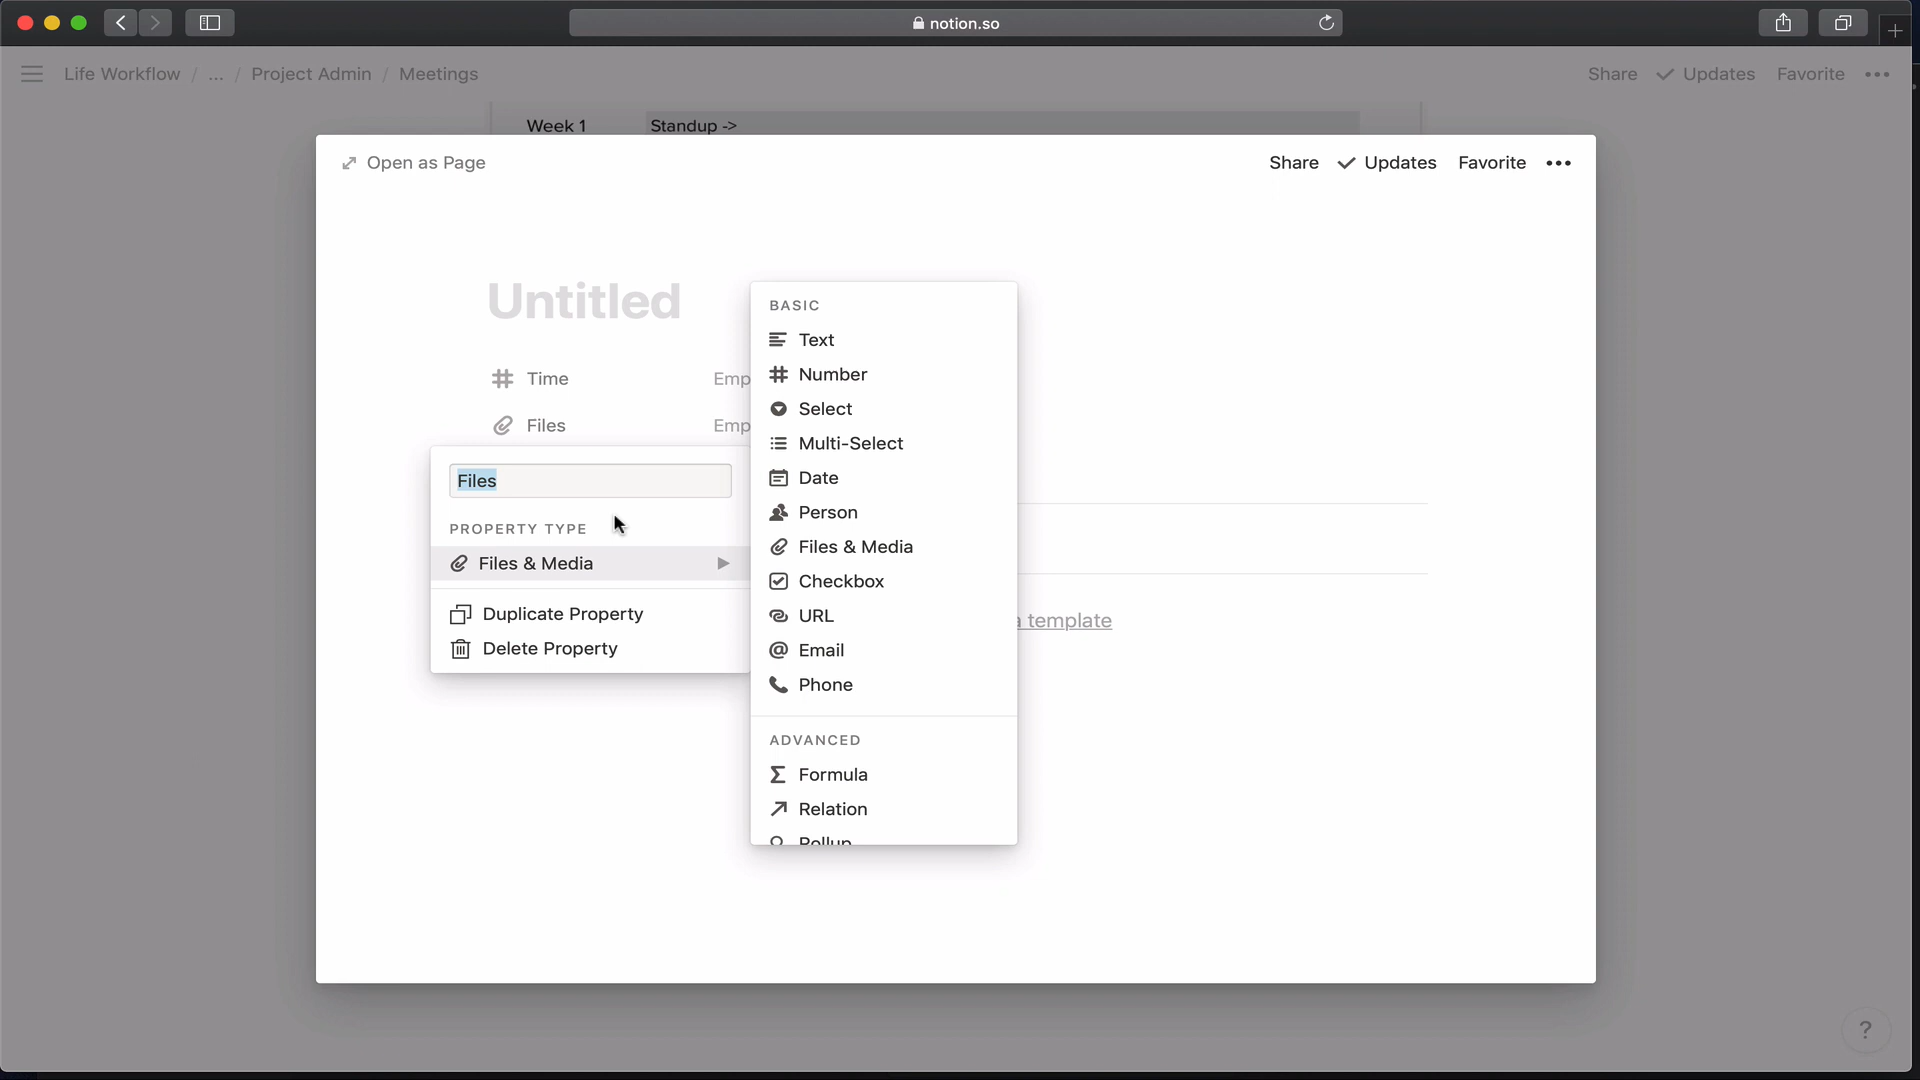 notion.so
Life Workflow / ... / Project Admin / Meetings
Share Updates Favorite
Week 1 Standup ->
Open as Page
Share Updates Favorite
Untitled
Time Emp
Files Emp
Files
PROPERTY TYPE
Files & Media
Duplicate Property
Delete Property
BASIC
Text
Number
Select
Multi-Select
Date
Person
Files & Media
Checkbox
URL
Email
Phone
ADVANCED
Formula
Relation
Rollup
a template
?